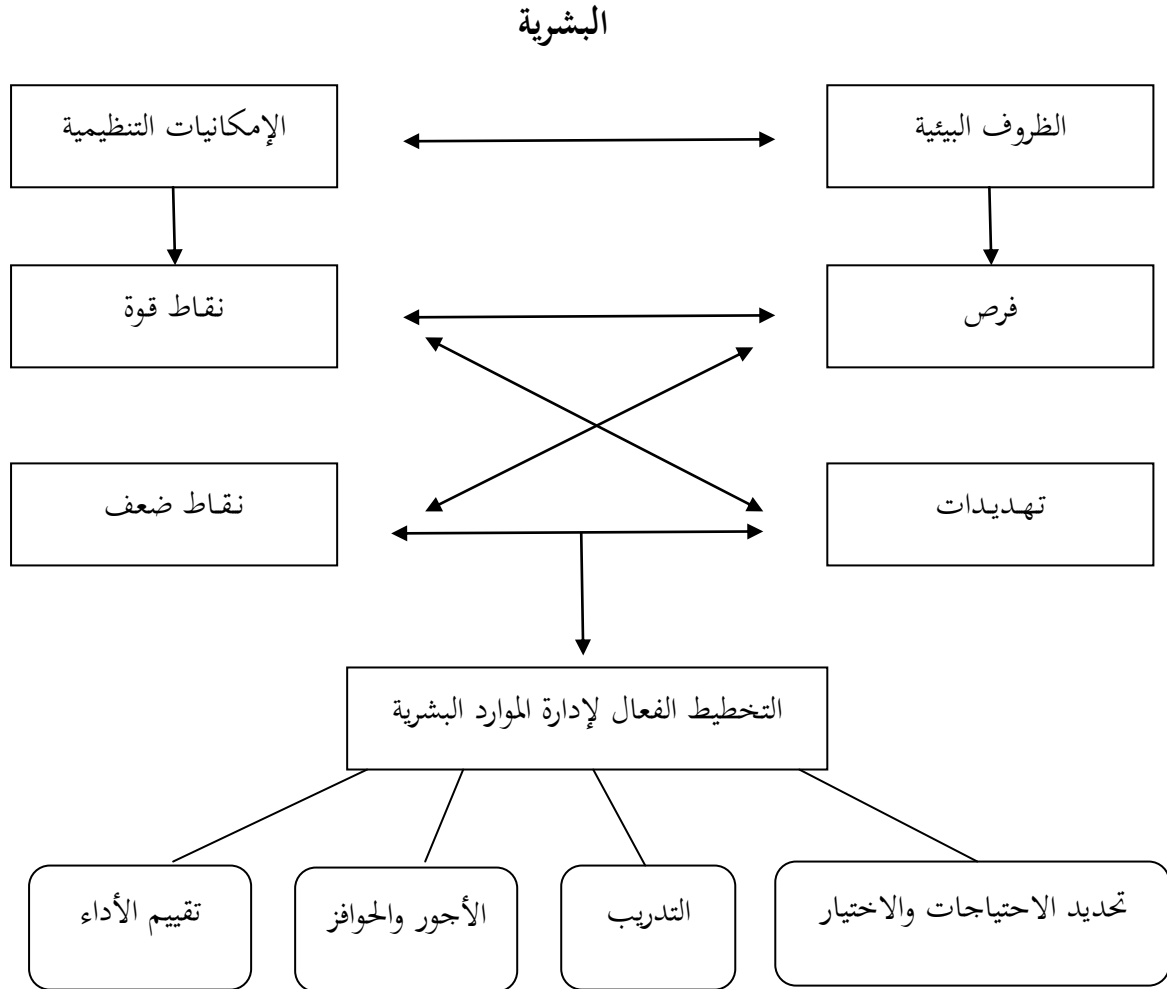 البشرية
الظروف البيئية
الإمكانيات التنظيمية
فرص
نقاط قوة
تهديدات
نقاط ضعف
التخطيط الفعال لإدارة الموارد البشرية
تحديد الاحتياجات والاختيار
التدريب
الأجور والحوافز
تقييم الأداء